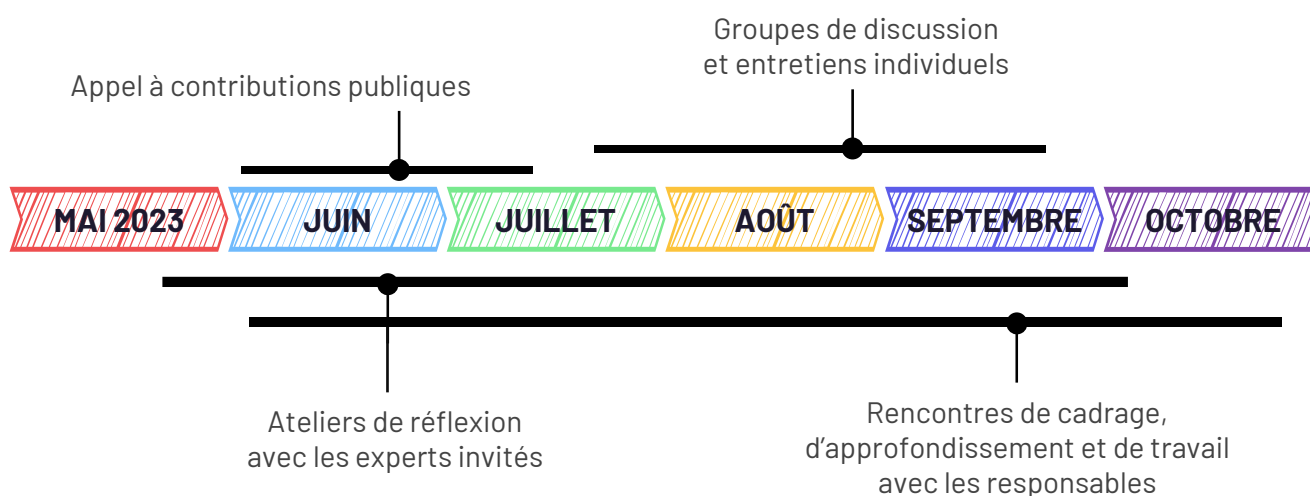 Groupes de discussion
et entretiens individuels
Appel à contributions publiques
MAI 2023
JUIN
JUILLET
AOÛT
SEPTEMBRE
OCTOBRE
Ateliers de réflexion
avec les experts invités
Rencontres de cadrage,
d’approfondissement et de travail
avec les responsables